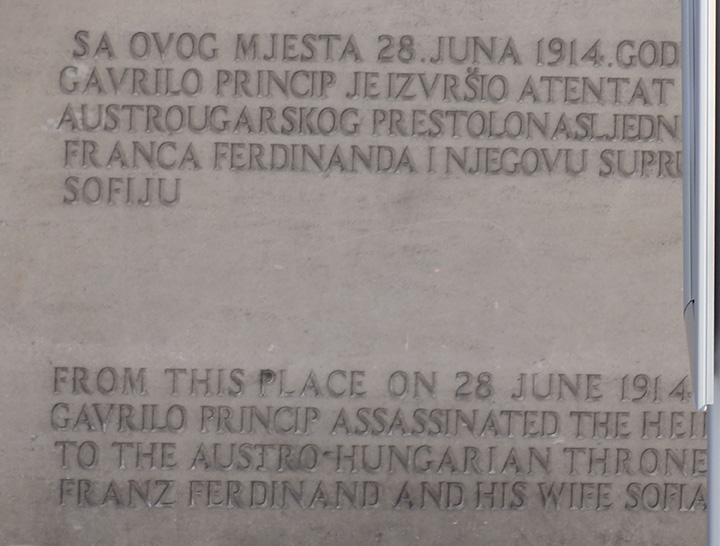 SA OVOG MJESTA 28. JUNA 1914. GOD
GAVRILO PRINCIP JE IZVRŠIO ATENTAT
AUSTROUGARSKOG PRESTOLONASLJEDN
FRANCA FERDINANDA I NJEGOVU SUPRU
SOFIJU
FROM THIS PLACE ON 28 JUNE 1914
GAVRILO PRINCIP ASSASSINATED THE HEI
TO THE AUSTRO-HUNGARIAN THRONE
FRANZ FERDINAND AND HIS WIFE SOFIA